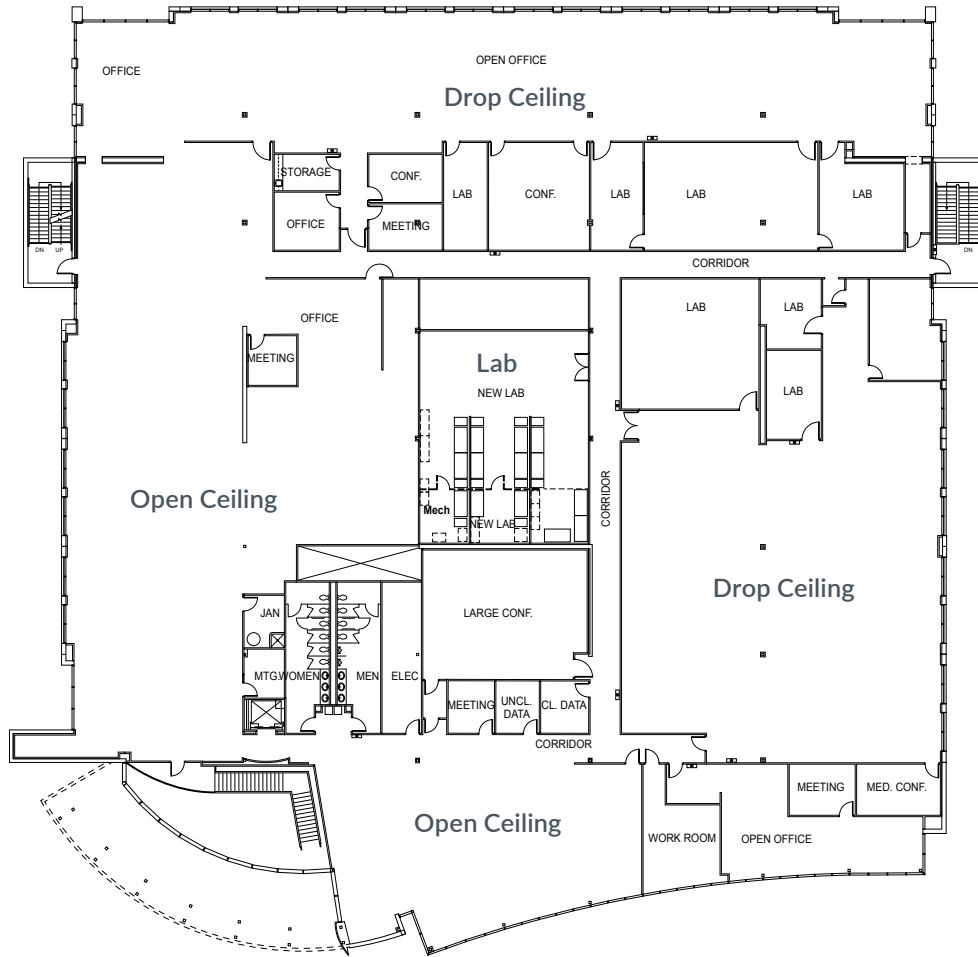 OPEN OFFICE
OFFICE
Drop Ceiling
STORAGE
CONF.
LAB
CONF.
LAB
LAB
LAB
OFFICE
MEETING
DN UP
DN
CORRIDOR
OFFICE
LAB
LAB
MEETING
Lab
NEW LAB
LAB
Open Ceiling
CORRIDOR
Mech
NEW LAB
Drop Ceiling
JAN
LARGE CONF.
MTG.
WOMEN
MEN
ELEC
MEETING
UNCL.
DATA
CL. DATA
CORRIDOR
MEETING
MED. CONF.
Open Ceiling
WORK ROOM
OPEN OFFICE